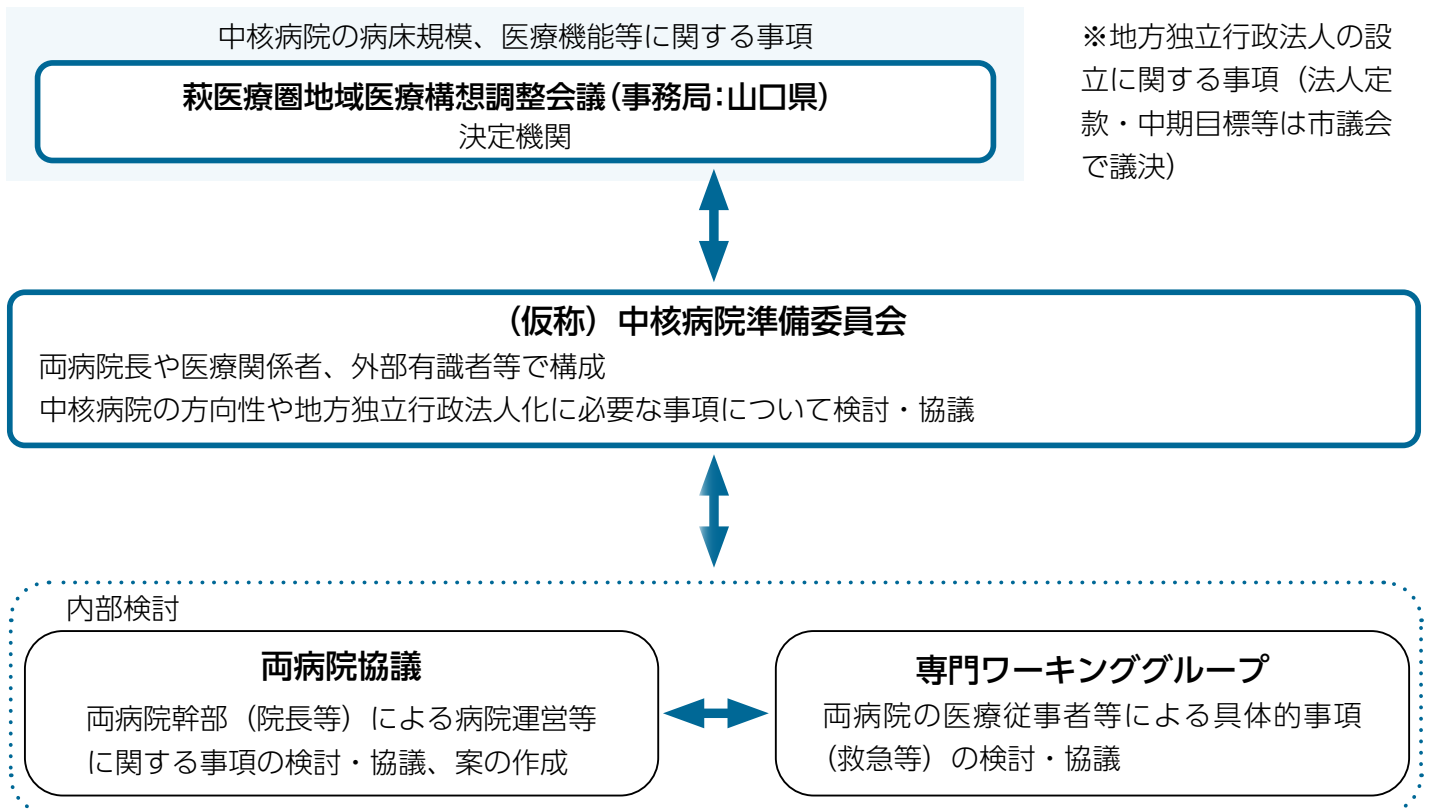 中核病院の病床規模、医療機能等に関する事項
萩医療圏地域医療構想調整会議(事務局:山口県)
決定機関
※地方独立行政法人の設
立に関する事項（法人定
款・中期目標等は市議会
で議決）
（仮称）中核病院準備委員会
両病院長や医療関係者、外部有識者等で構成
中核病院の方向性や地方独立行政法人化に必要な事項について検討・協議
内部検討
両病院協議
両病院幹部（院長等）による病院運営等
に関する事項の検討・協議、案の作成
専門ワーキンググループ
両病院の医療従事者等による具体的事項
（救急等）の検討・協議